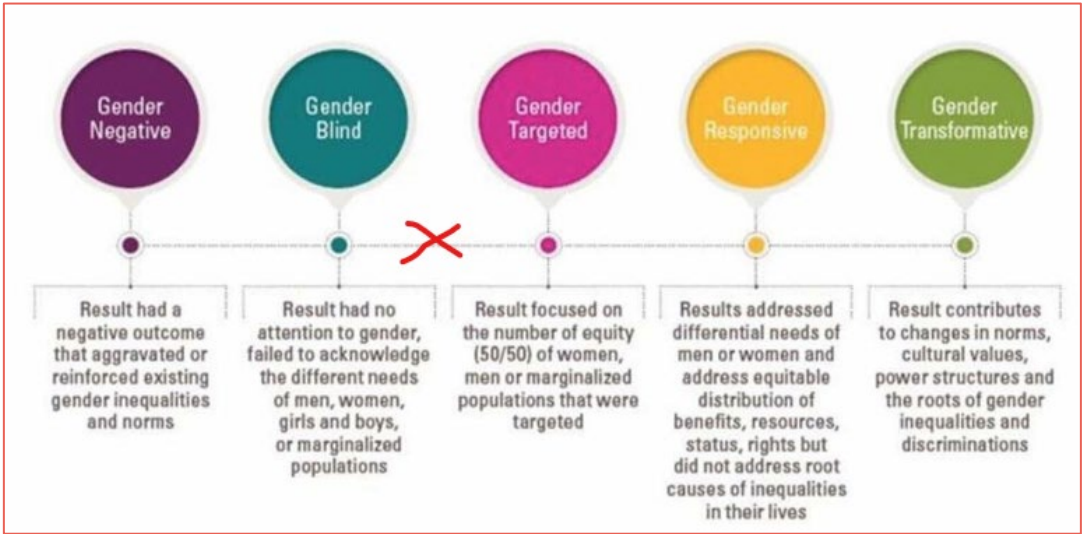 Gender
Negative
Gender
Blind
Gender
Targeted
Gender
Responsive
Gender
Transformative
Result had a
negative outcome
that aggravated or
reinforced existing
gender inequalities
and norms
Result had no
attention to gender,
failed to acknowledge
the different needs
of men, women,
girls and boys,
or marginalized
populations
Result focused on
the number of equity
(50/50) of women,
men or marginalized
populations that were
targeted
Results addressed
differential needs of
men or women and
address equitable
distribution of
benefits, resources,
status, rights but
did not address root
causes of inequalities
in their lives
Result contributes
to changes in norms,
cultural values,
power structures and
the roots of gender
inequalities and
discriminations